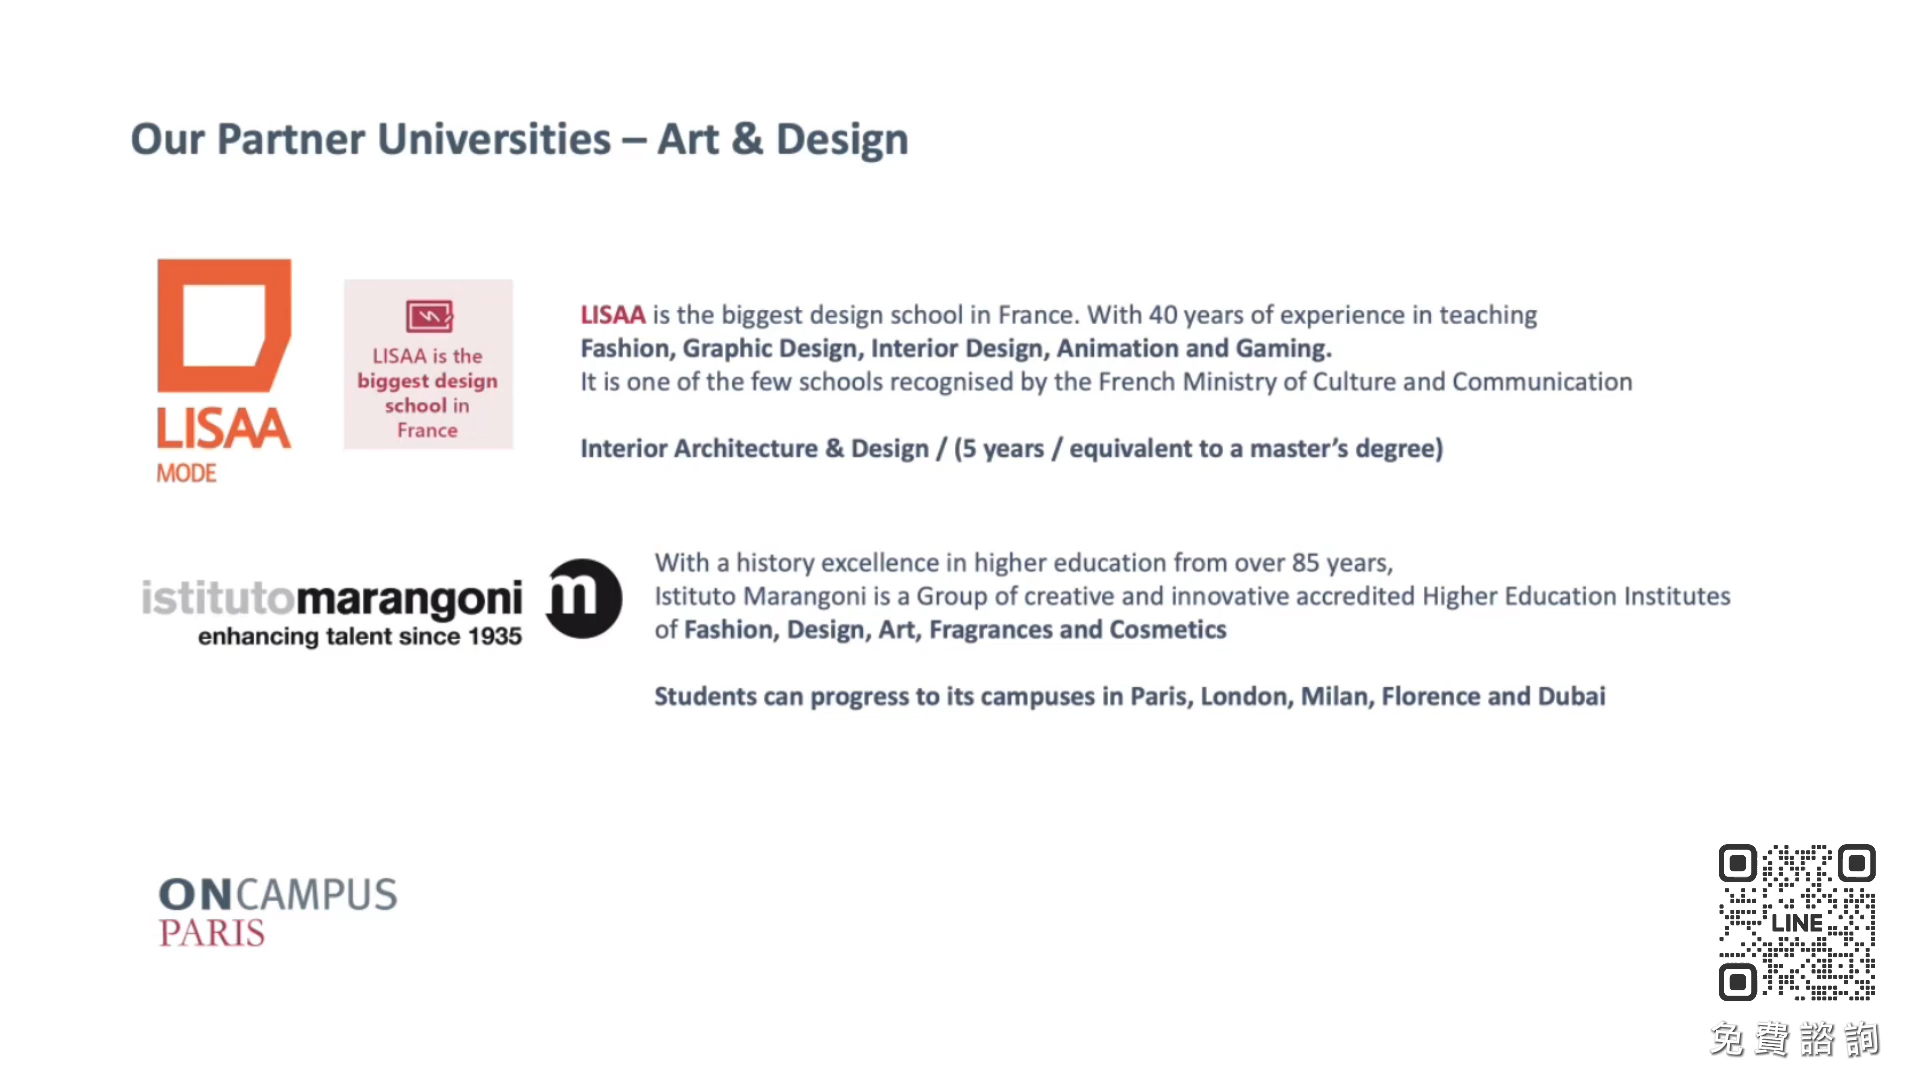 Our Partner Universities – Art & Design
LISAA
MODE
LISAA is the
biggest design
school in
France
LISAA is the biggest design school in France. With 40 years of experience in teaching
Fashion, Graphic Design, Interior Design, Animation and Gaming.
It is one of the few schools recognised by the French Ministry of Culture and Communication
Interior Architecture & Design / (5 years / equivalent to a master’s degree)
istitutomarangoni
enhancing talent since 1935
m
With a history excellence in higher education from over 85 years,
Istituto Marangoni is a Group of creative and innovative accredited Higher Education Institutes
of Fashion, Design, Art, Fragrances and Cosmetics
Students can progress to its campuses in Paris, London, Milan, Florence and Dubai
ONCAMPUS
PARIS
LINE
免費諮詢